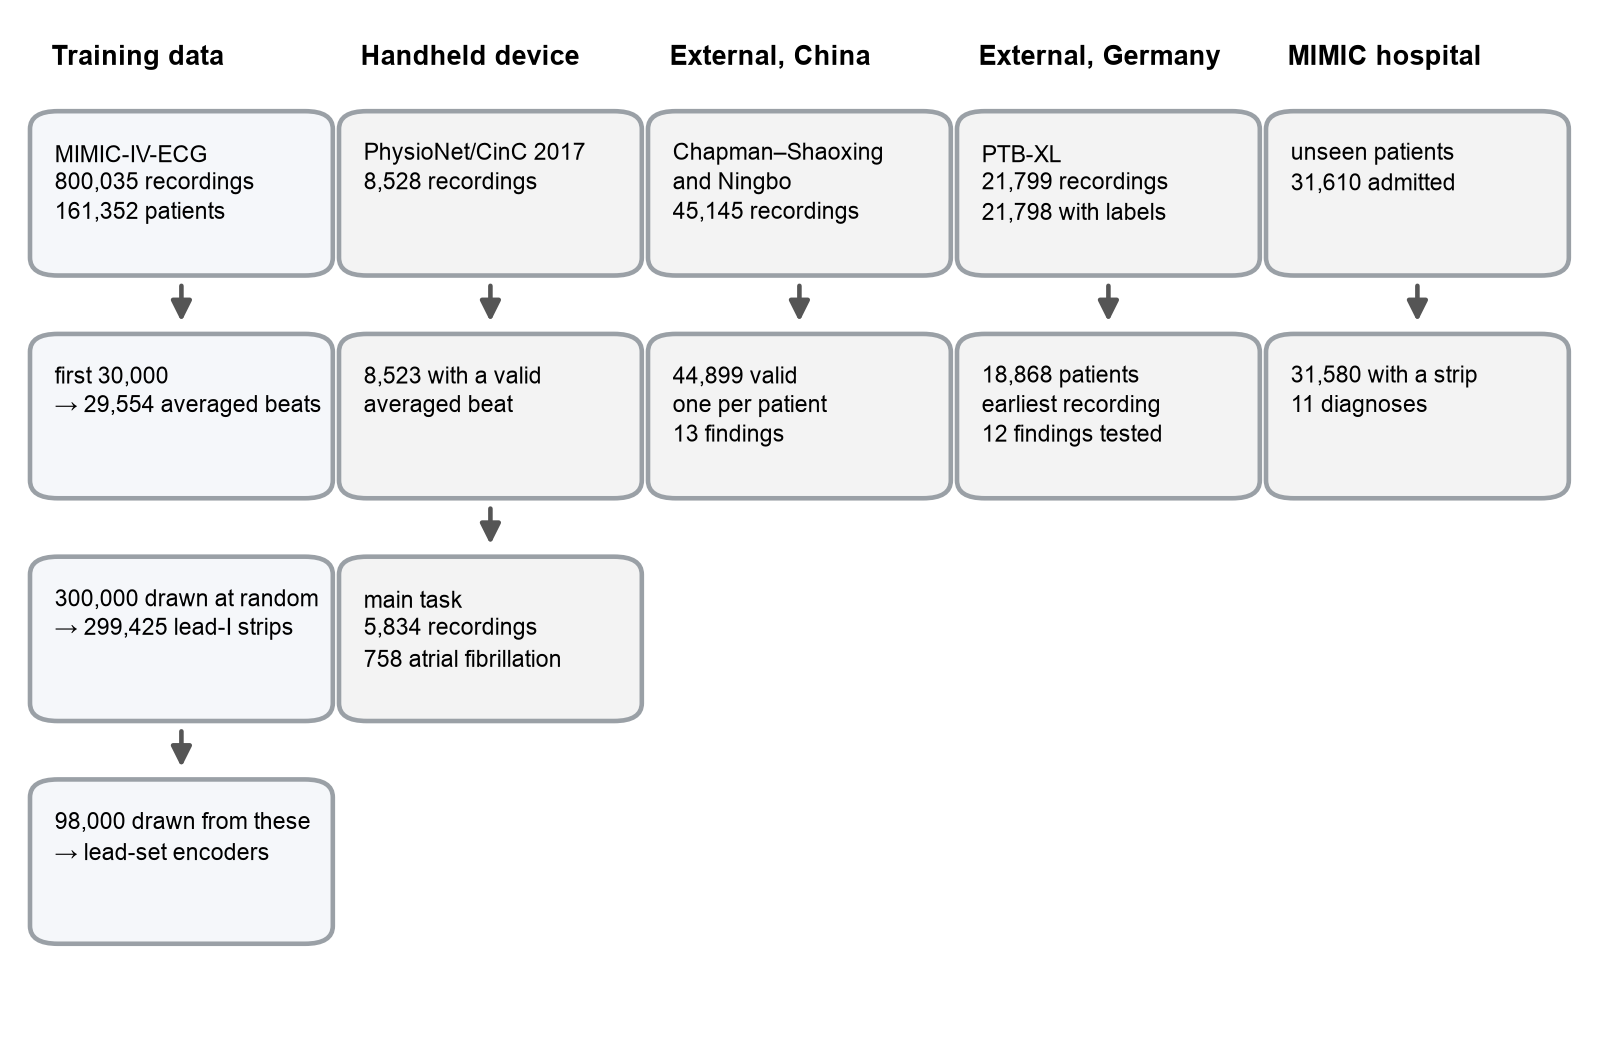 Training data
Handheld device
External, China
External, Germany
MIMIC hospital
MIMIC-IV-ECG
800,035 recordings
161,352 patients
PhysioNet/CinC 2017
8,528 recordings
Chapman–Shaoxing
and Ningbo
45,145 recordings
PTB-XL
21,799 recordings
21,798 with labels
unseen patients
31,610 admitted
first 30,000
→ 29,554 averaged beats
8,523 with a valid
averaged beat
44,899 valid
one per patient
13 findings
18,868 patients
earliest recording
12 findings tested
31,580 with a strip
11 diagnoses
300,000 drawn at random
→ 299,425 lead-I strips
main task
5,834 recordings
758 atrial fibrillation
98,000 drawn from these
→ lead-set encoders